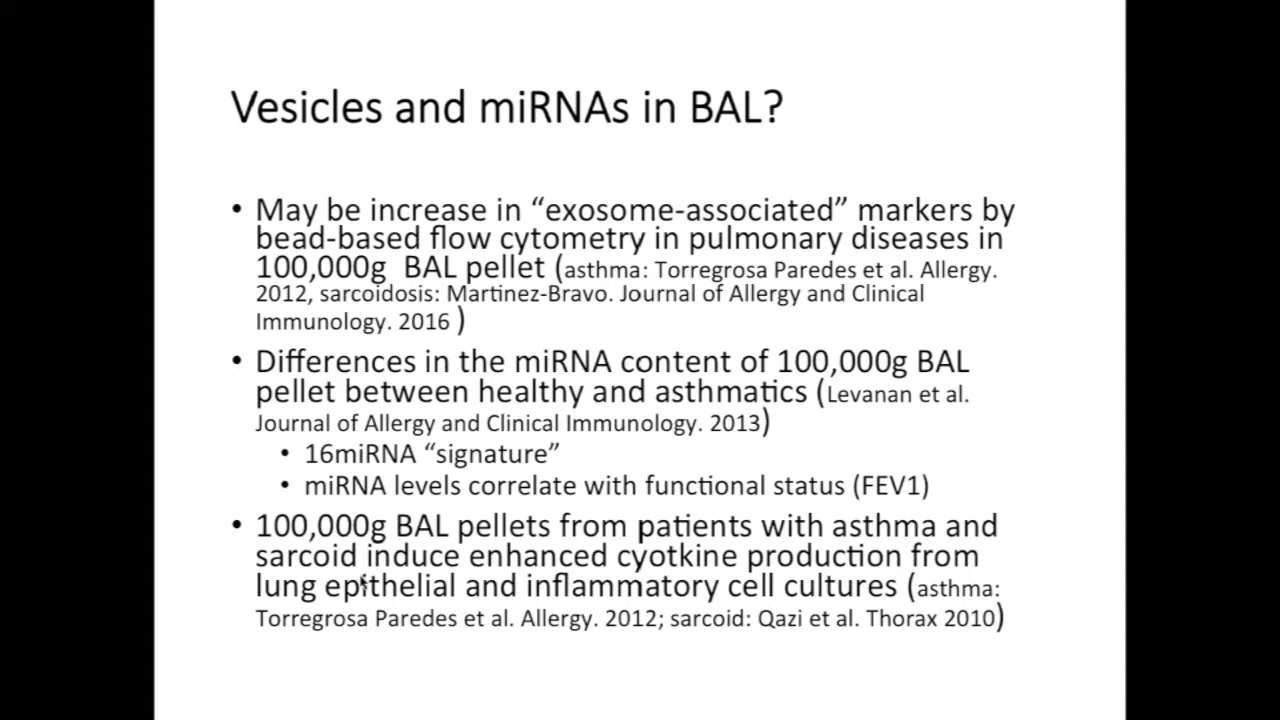 Vesicles and miRNAs in BAL?
• May be increase in “exosome-associated” markers by
bead-based flow cytometry in pulmonary diseases in
100,000g  BAL pellet (asthma: Torregrosa Paredes et al. Allergy.
2012, sarcoidosis: Martinez-Bravo. Journal of Allergy and Clinical
Immunology. 2016 )
• Differences in the miRNA content of 100,000g BAL
pellet between healthy and asthmatics (Levanan et al.
Journal of Allergy and Clinical Immunology. 2013)
• 16miRNA “signature”
• miRNA levels correlate with functional status (FEV1)
• 100,000g BAL pellets from patients with asthma and
sarcoid induce enhanced cyotkine production from
lung epithelial and inflammatory cell cultures (asthma:
Torregrosa Paredes et al. Allergy. 2012; sarcoid: Qazi et al. Thorax 2010)